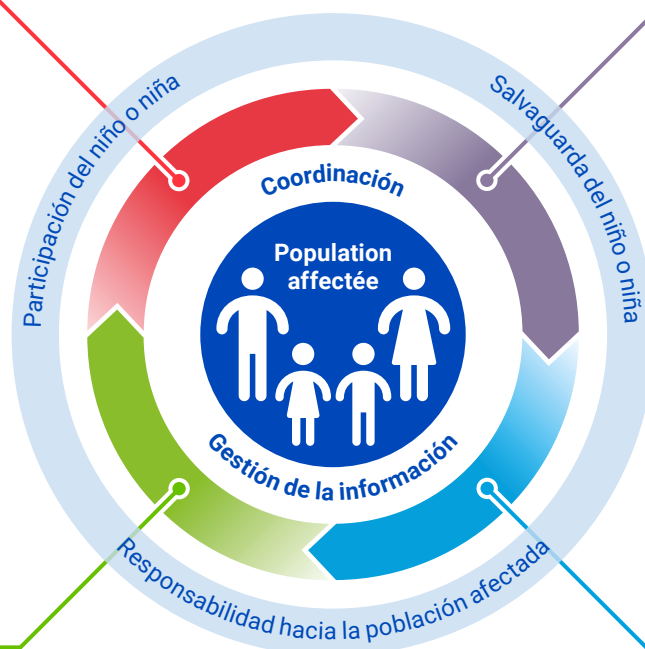 Participación del niño o niña
Salvaguarda del niño o niña
Coordinación
Population
affectée
Gestión de la información
Responsabilidad hacia la población afectada